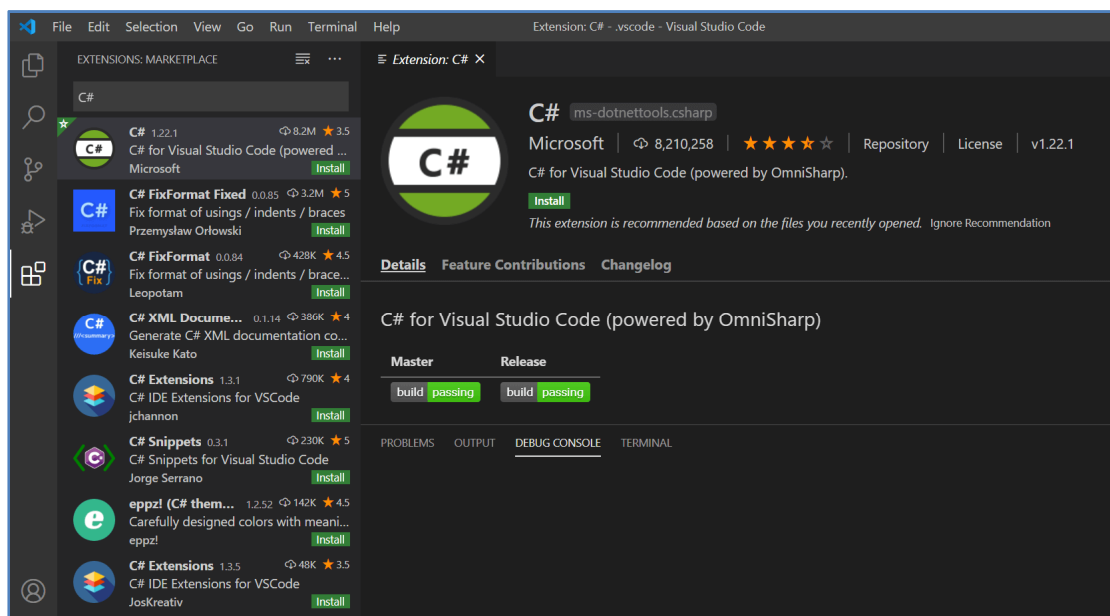 File Edit Selection View Go Run Terminal Help Extension: C# - .vscode - Visual Studio Code
EXTENSIONS: MARKETPLACE
C#
C# 1.22.1 8.2M 3.5
C# for Visual Studio Code (powered ...
Microsoft Install
C# FixFormat Fixed 0.0.85 3.2M 5
Fix format of usings / indents / braces
Przemysław Orłowski Install
C# FixFormat 0.0.84 428K 4.5
Fix format of usings / indents / brace...
Leopotam Install
C# XML Docume... 0.1.14 386K 4
Generate C# XML documentation co...
Keisuke Kato Install
C# Extensions 1.3.1 790K 4
C# IDE Extensions for VSCode
jchannon Install
C# Snippets 0.3.1 230K 5
C# Snippets for Visual Studio Code
Jorge Serrano Install
eppz! (C# them... 1.2.52 142K 4.5
Carefully designed colors with meani...
eppz! Install
C# Extensions 1.3.5 48K 3.5
C# IDE Extensions for VSCode
JosKreativ Install
C#
C#
C#
Fix
C#
///<summary>
C
e
Extension: C#
C#
C# ms-dotnettools.csharp
Microsoft 8,210,258 Repository License v1.22.1
C# for Visual Studio Code (powered by OmniSharp).
Install
This extension is recommended based on the files you recently opened. Ignore Recommendation
Details Feature Contributions Changelog
C# for Visual Studio Code (powered by OmniSharp)
Master Release
build passing build passing
PROBLEMS OUTPUT DEBUG CONSOLE TERMINAL